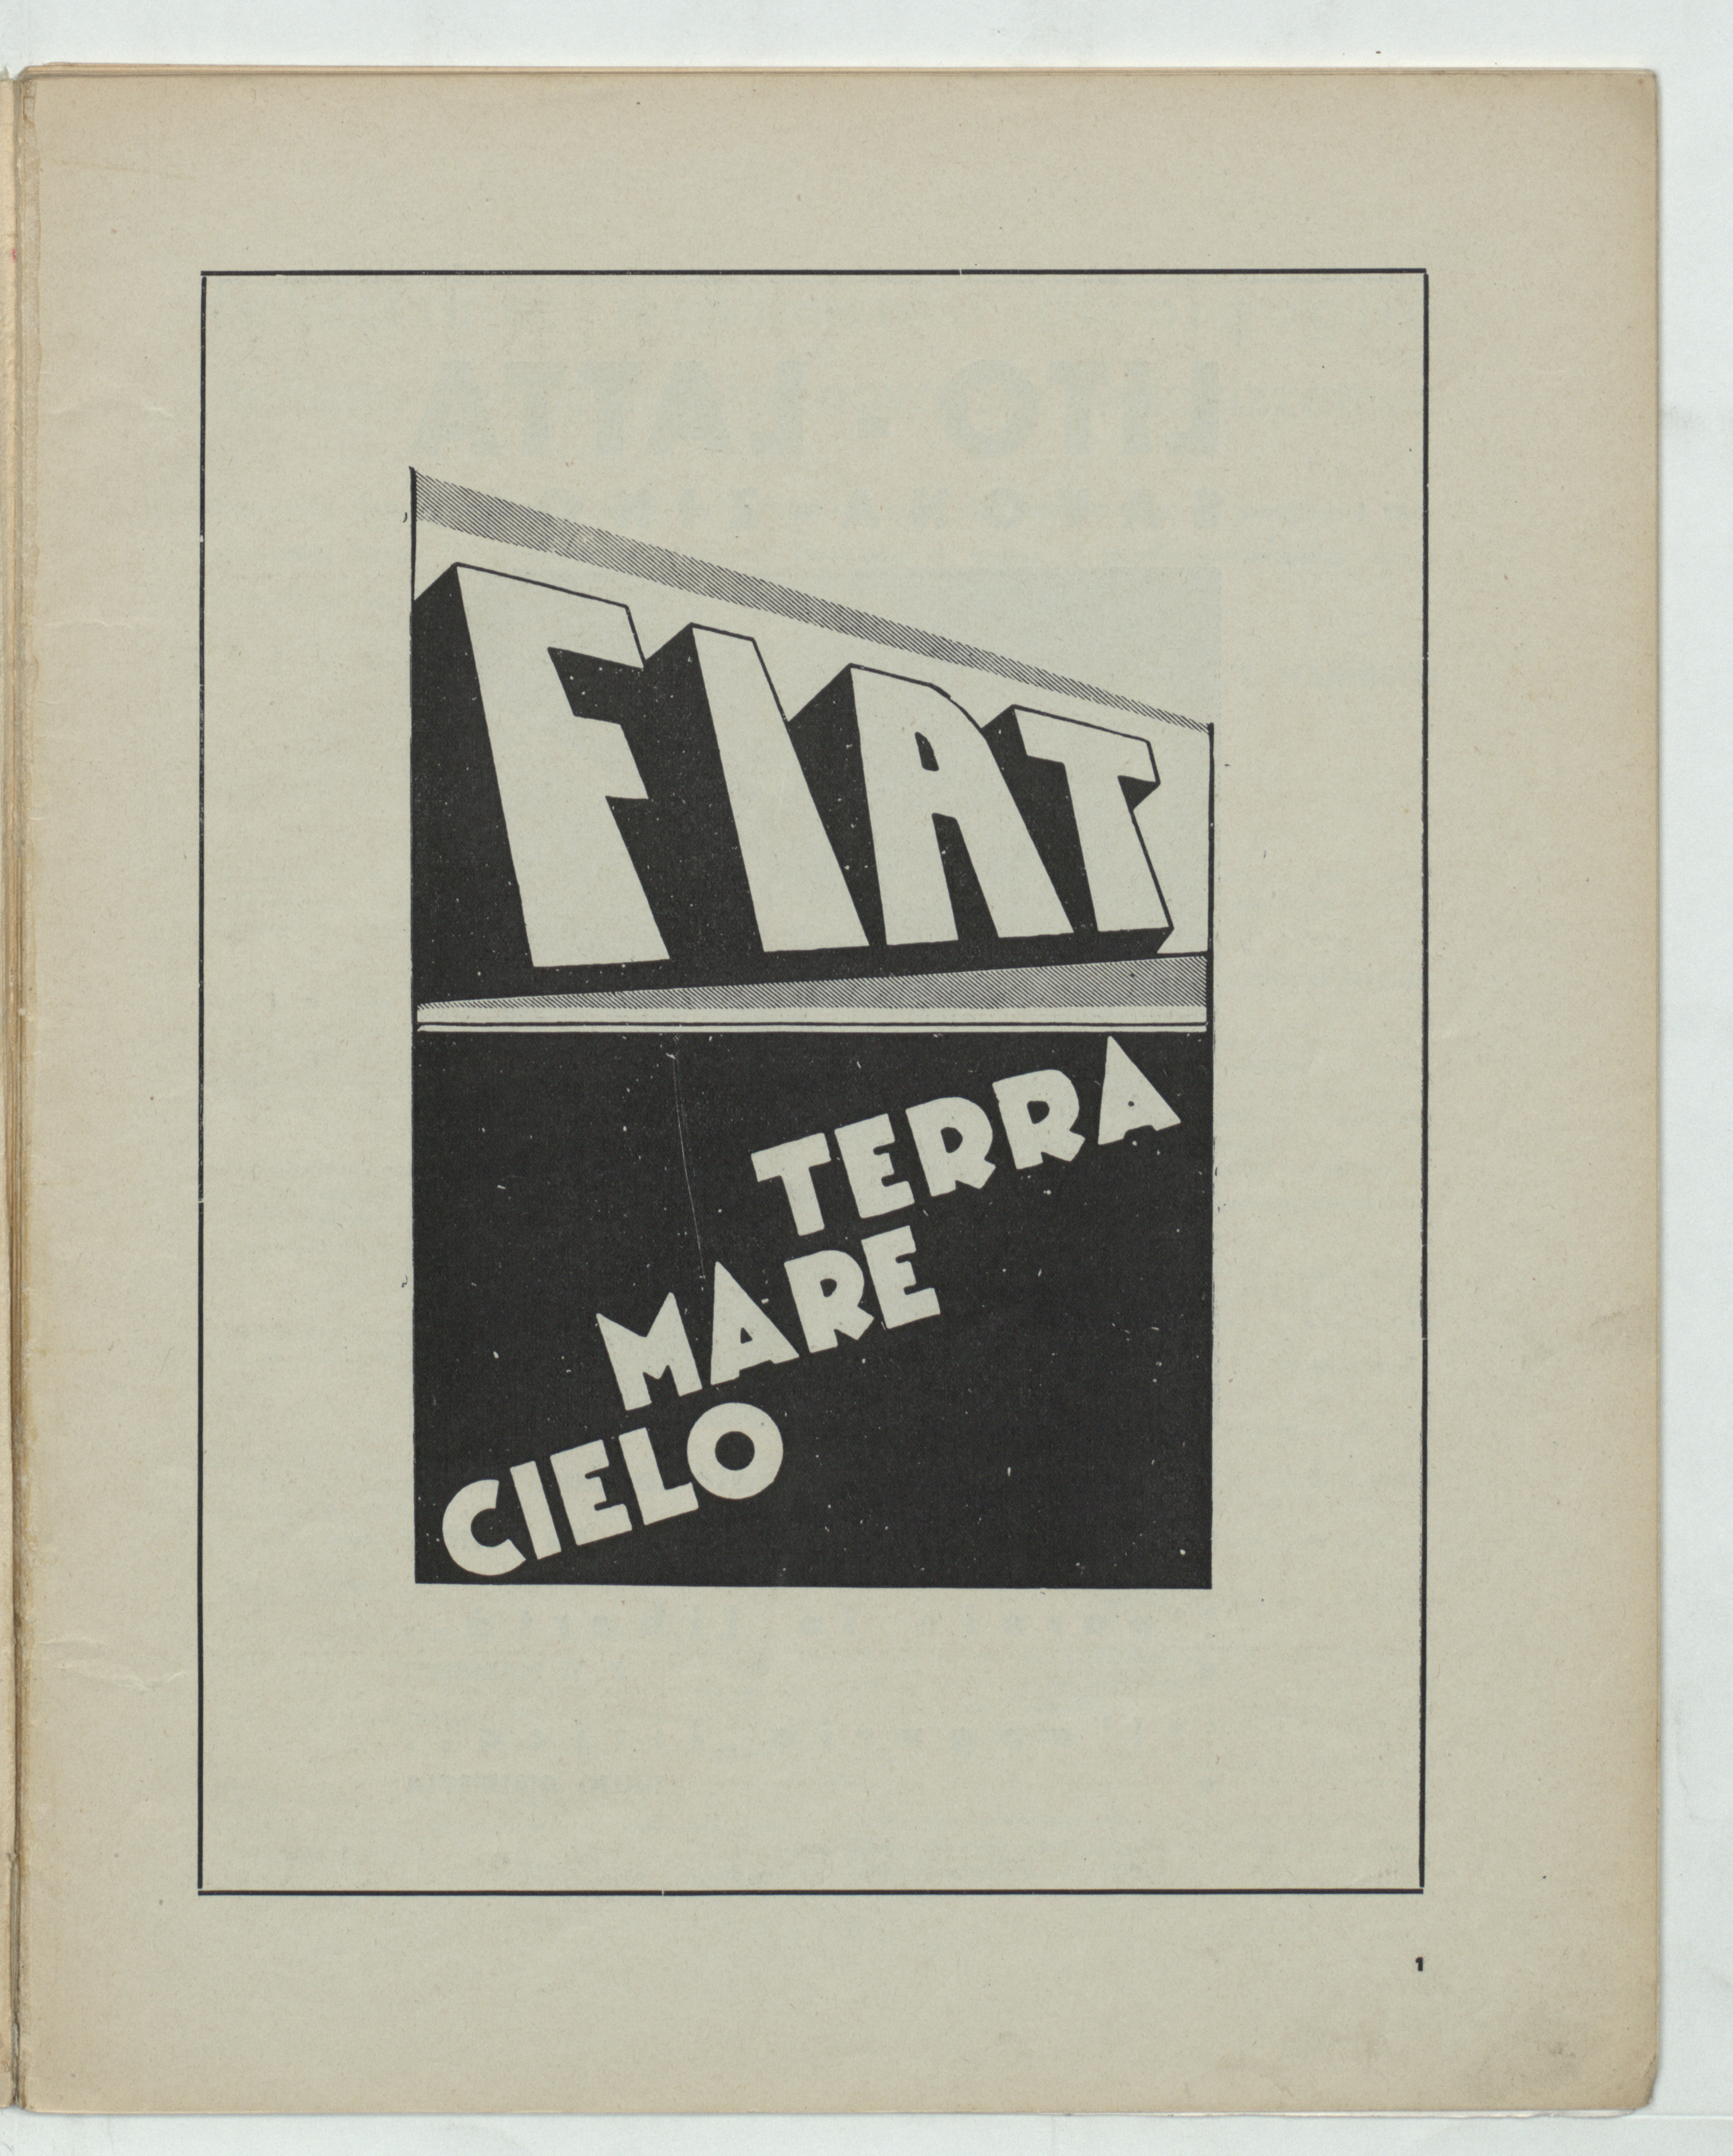 FIAT
TERRA
MARE
CIELO
1